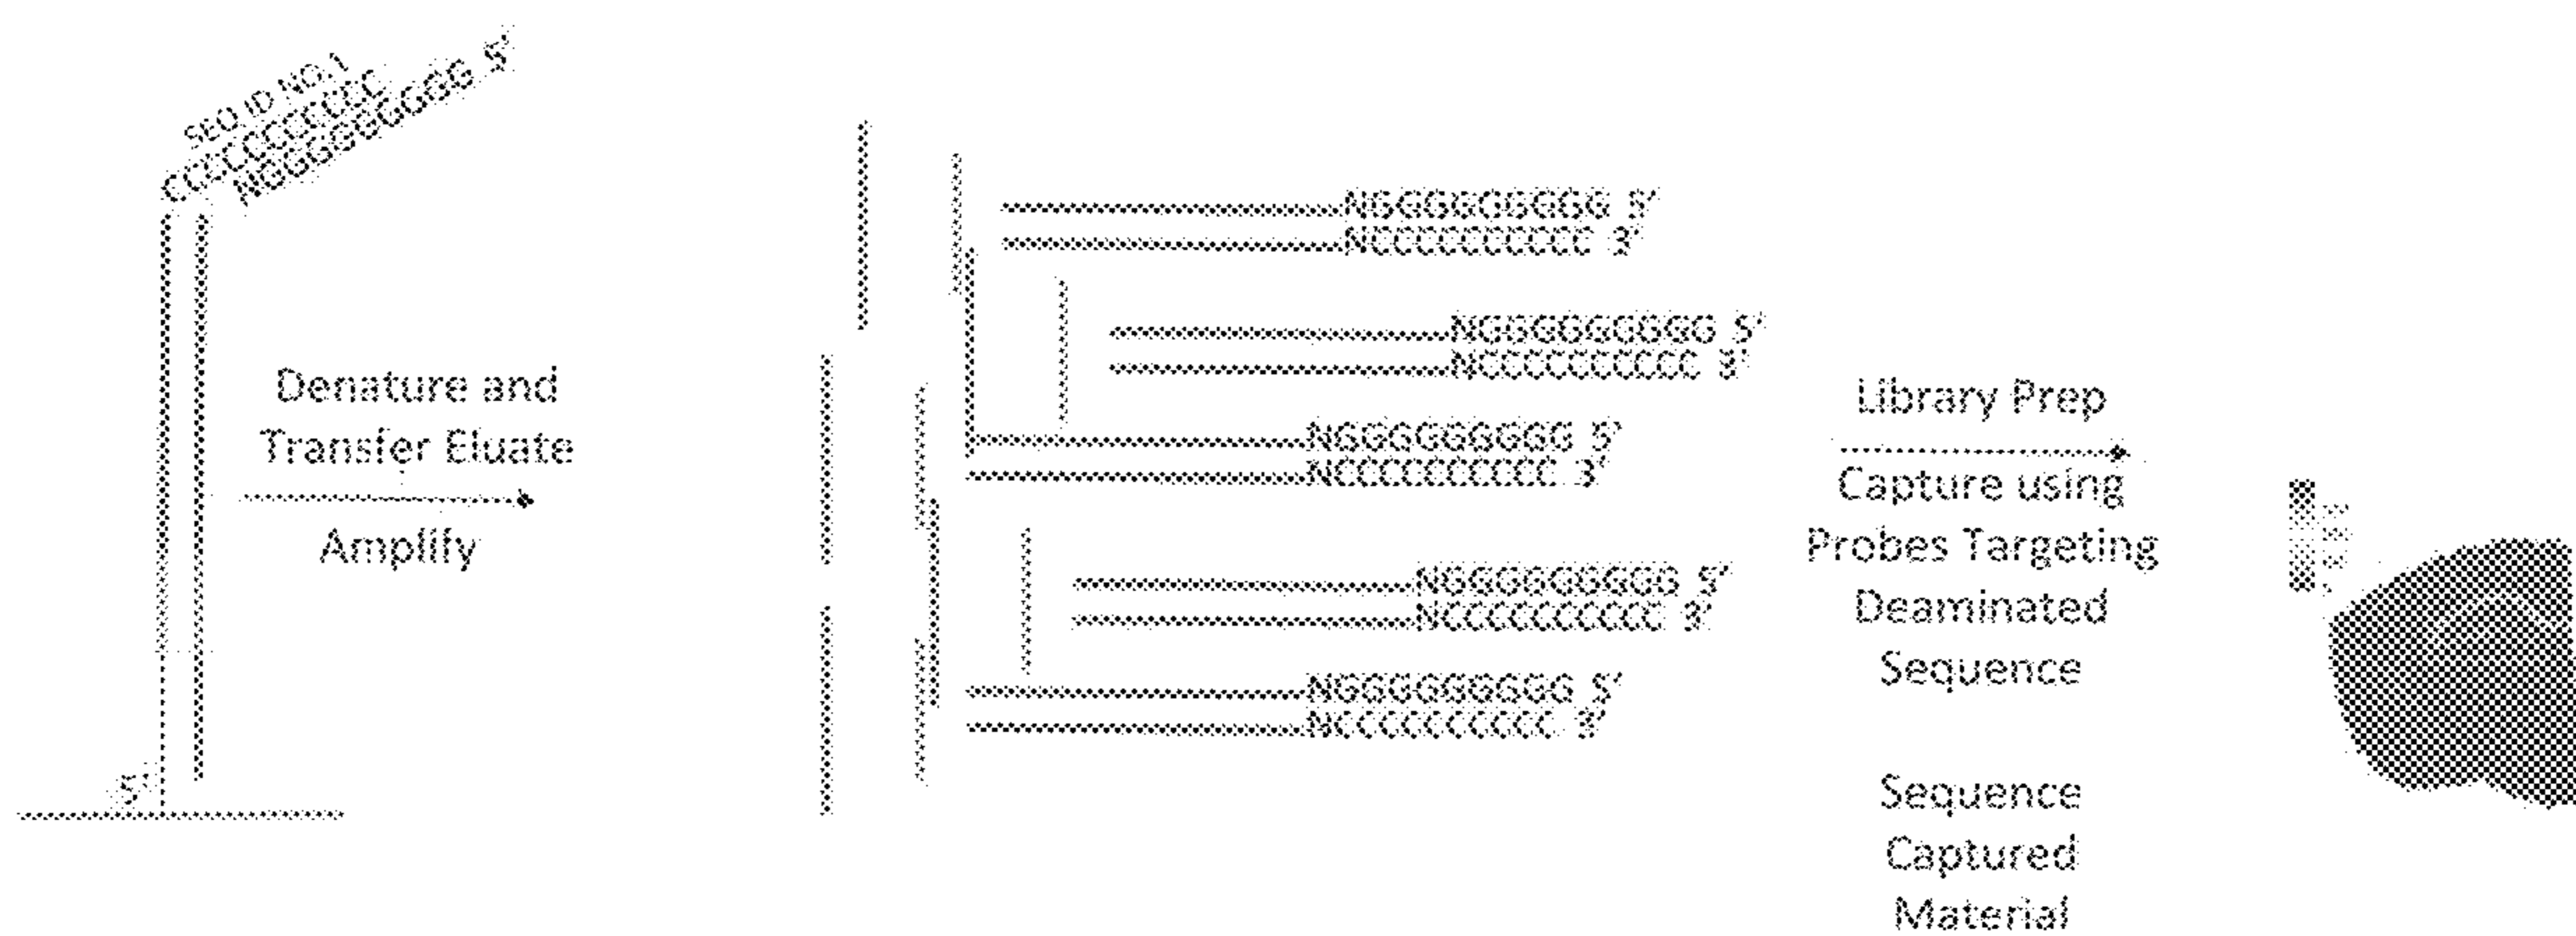 SEQ ID NO:1
NGGGGGGGGG 5'
5'
Denature and
Transfer Eluate
Amplify
NGGGGGGGGG 5'
NCCCCCCCCCC 3'
NGGGGGGGGG 5'
NCCCCCCCCCC 3'
NGGGGGGGGG 5'
NCCCCCCCCCC 3'
NGGGGGGGGG 5'
NCCCCCCCCCC 3'
NGGGGGGGGG 5'
NCCCCCCCCCC 3'
Library Prep
Capture using
Probes Targeting
Deaminated
Sequence
Sequence
Captured
Material